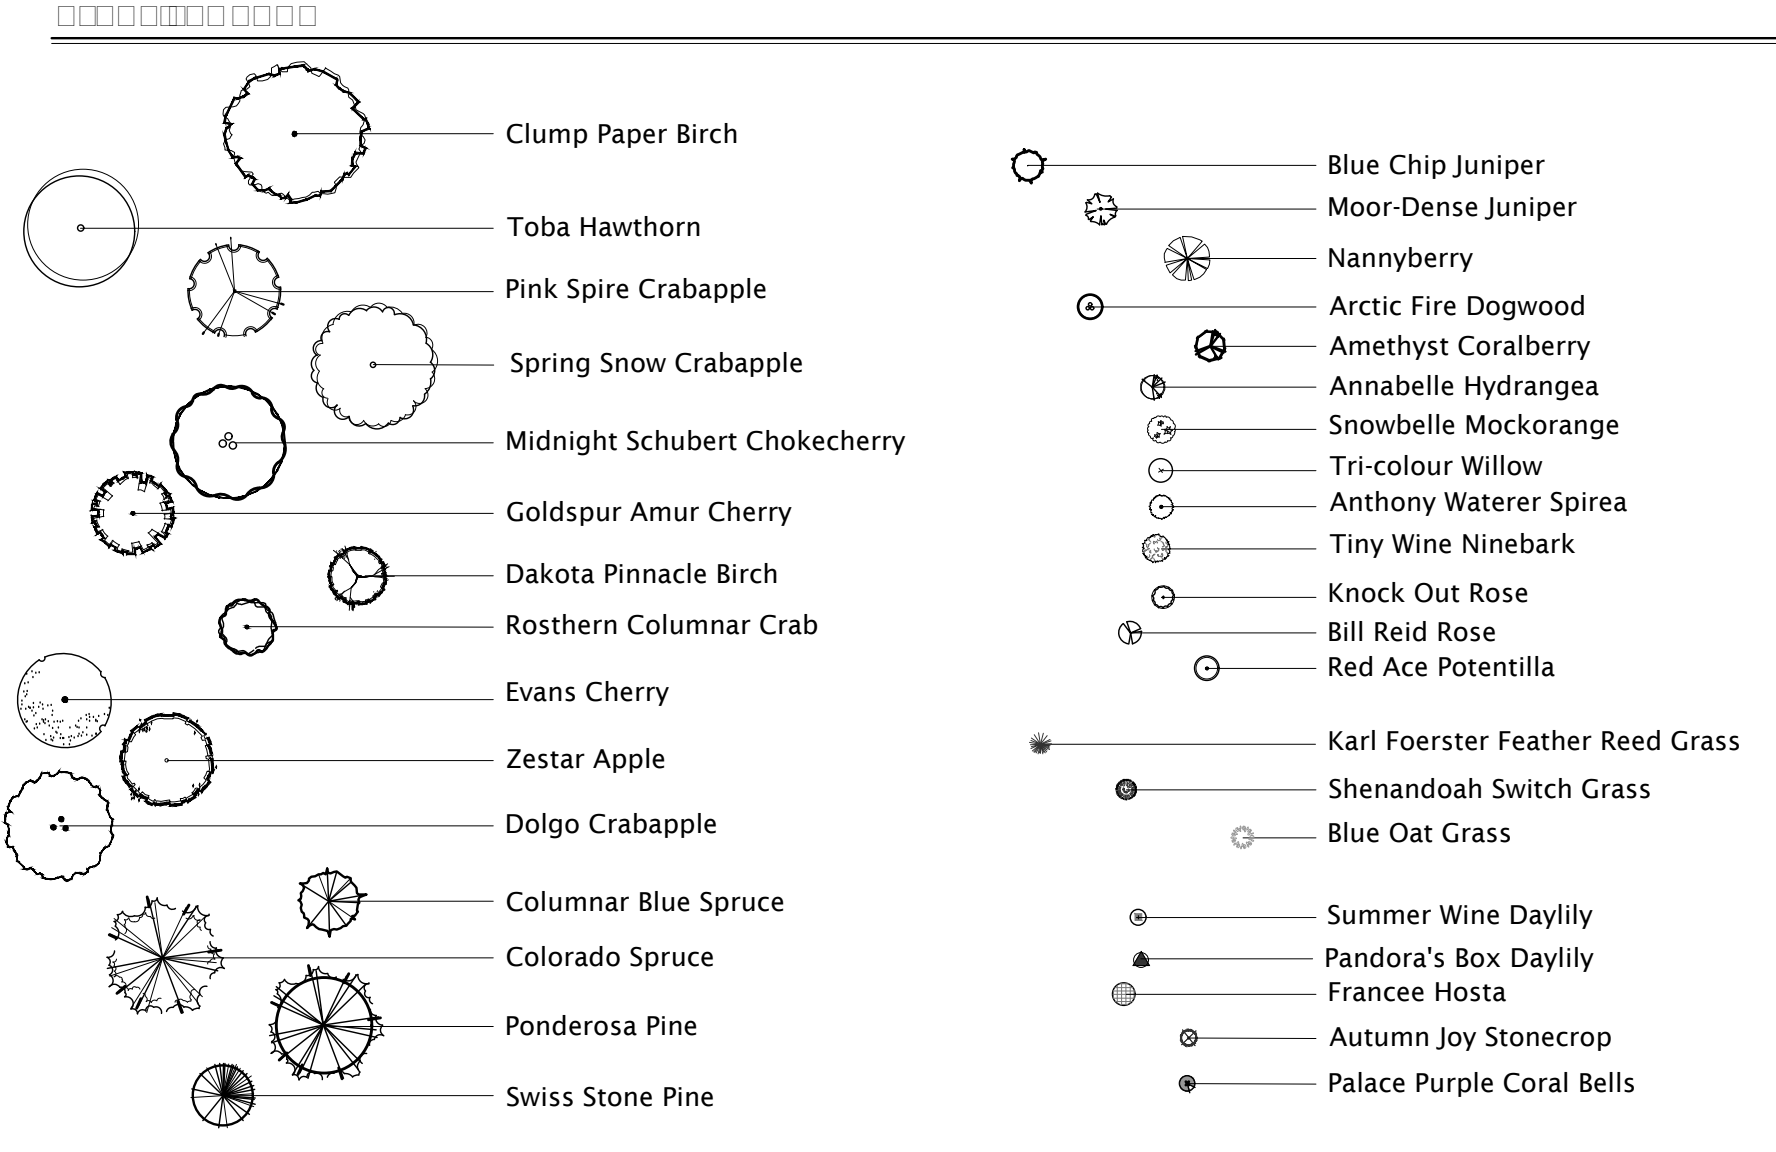 Clump Paper Birch
Toba Hawthorn
Pink Spire Crabapple
Spring Snow Crabapple
Midnight Schubert Chokecherry
Goldspur Amur Cherry
Dakota Pinnacle Birch
Rosthern Columnar Crab
Evans Cherry
Zestar Apple
Dolgo Crabapple
Columnar Blue Spruce
Colorado Spruce
Ponderosa Pine
Swiss Stone Pine
Blue Chip Juniper
Moor-Dense Juniper
Nannyberry
Arctic Fire Dogwood
Amethyst Coralberry
Annabelle Hydrangea
Snowbelle Mockorange
Tri-colour Willow
Anthony Waterer Spirea
Tiny Wine Ninebark
Knock Out Rose
Bill Reid Rose
Red Ace Potentilla
Karl Foerster Feather Reed Grass
Shenandoah Switch Grass
Blue Oat Grass
Summer Wine Daylily
Pandora's Box Daylily
Francee Hosta
Autumn Joy Stonecrop
Palace Purple Coral Bells